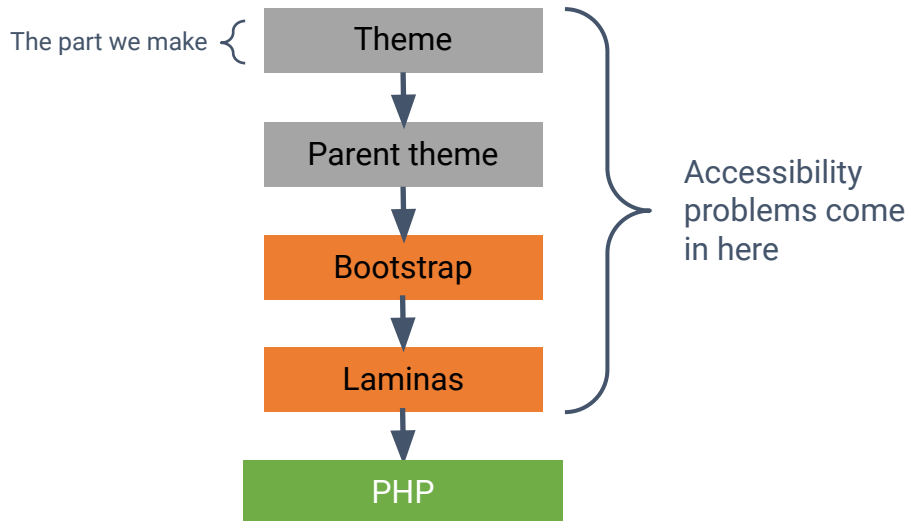 The part we make
Theme
Parent theme
Bootstrap
Laminas
PHP
Accessibility
problems come
in here